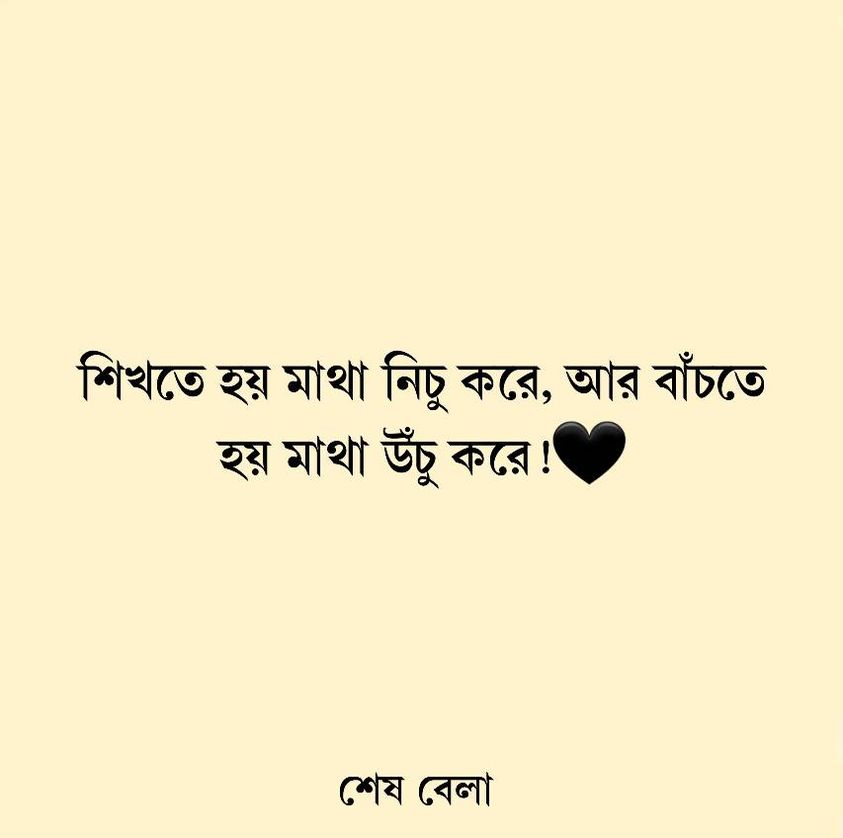 শিখতে হয় মাথা নিচু করে, আর বাঁচতে
হয় মাথা উঁচু করে!🖤
শেষ বেলা